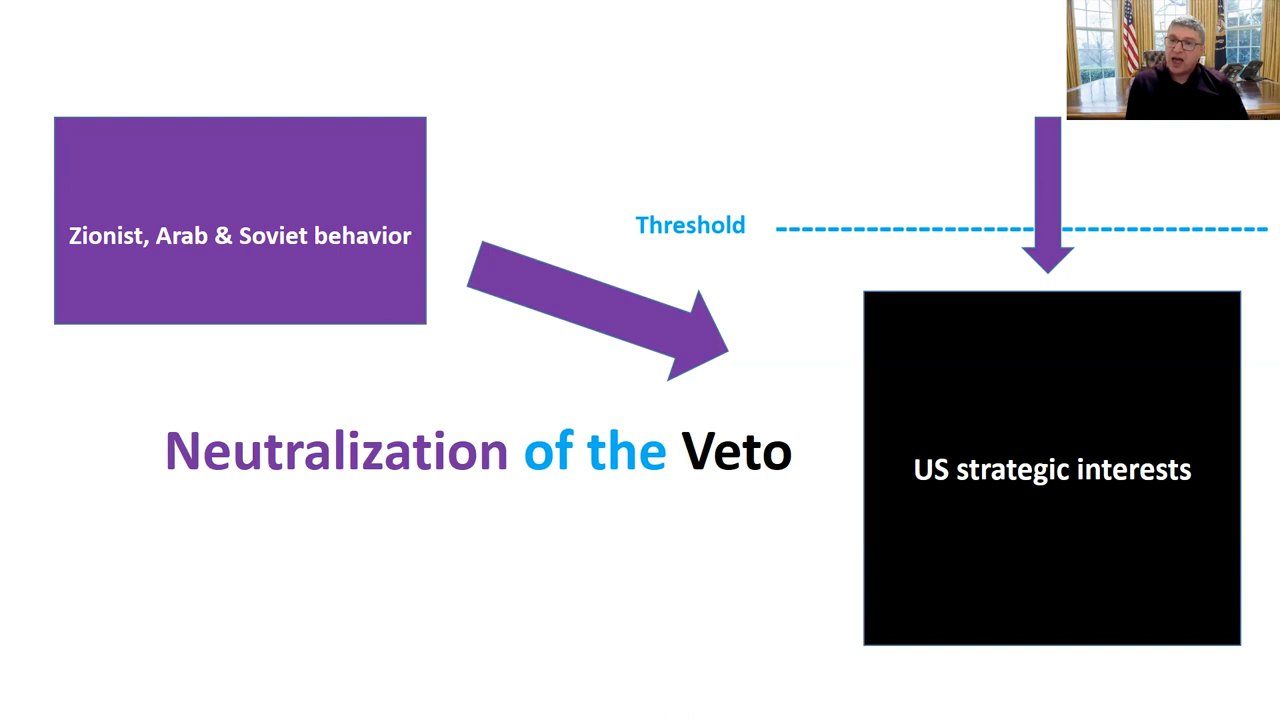 Zionist, Arab & Soviet behavior
Threshold
Neutralization of the Veto
US strategic interests